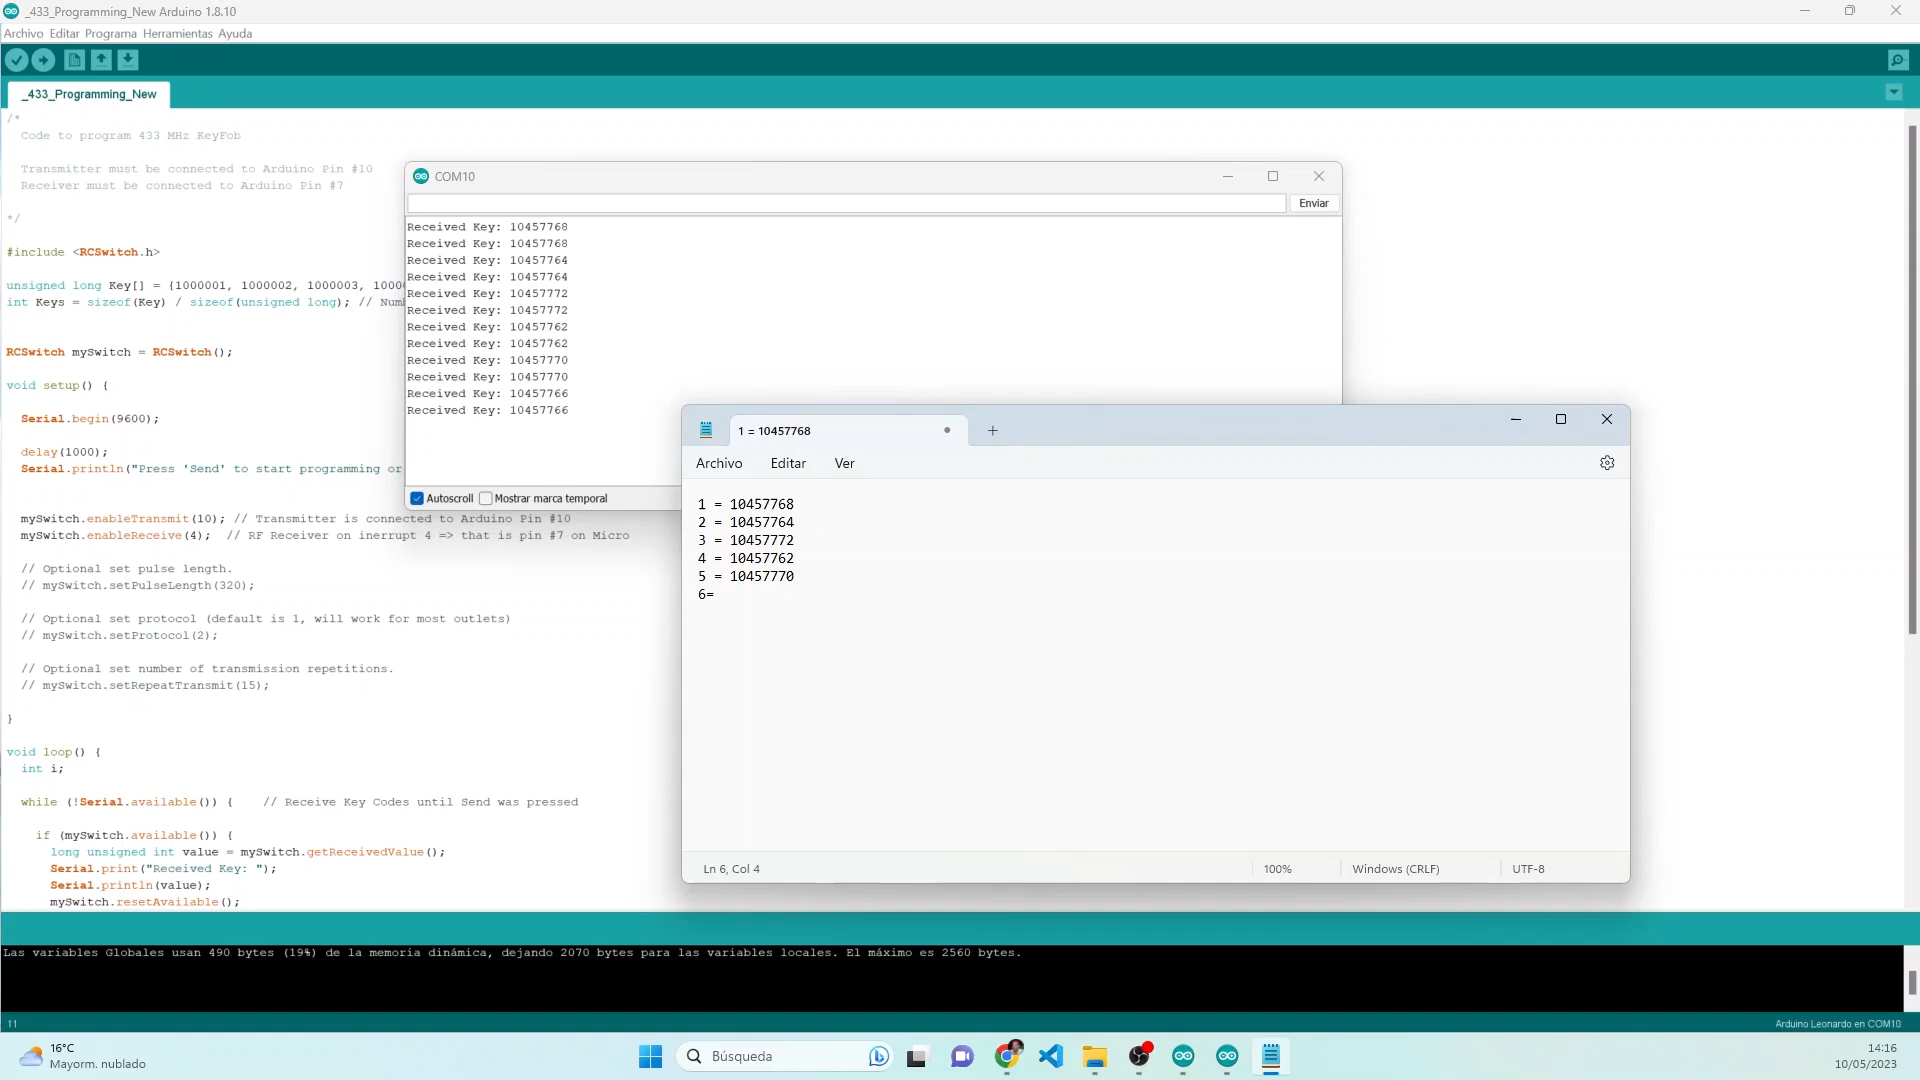 _433_Programming_New Arduino 1.8.10
Archivo Editar Programa Herramientas Ayuda
_433_Programming_New
/*
Code to program 433 MHz KeyFob
Transmitter must be connected to Arduino Pin #10
Receiver must be connected to Arduino Pin #7
*/
#include <RCSwitch.h>
unsigned long Key[] = {1000001, 1000002, 1000003, 1000
int Keys = sizeof(Key) / sizeof(unsigned long); // Num
RCSwitch mySwitch = RCSwitch();
void setup() {
Serial.begin(9600);
delay(1000);
Serial.println("Press 'Send' to start programming or
mySwitch.enableTransmit(10); // Transmitter is connected to Arduino Pin #10
mySwitch.enableReceive(4);  // RF Receiver on inerrupt 4 => that is pin #7 on Micro
// Optional set pulse length.
// mySwitch.setPulseLength(320);
// Optional set protocol (default is 1, will work for most outlets)
// mySwitch.setProtocol(2);
// Optional set number of transmission repetitions.
// mySwitch.setRepeatTransmit(15);
}
void loop() {
int i;
while (!Serial.available()) {    // Receive Key Codes until Send was pressed
if (mySwitch.available()) {
long unsigned int value = mySwitch.getReceivedValue();
Serial.print("Received Key: ");
Serial.println(value);
mySwitch.resetAvailable();
COM10
Enviar
Received Key: 10457768
Received Key: 10457768
Received Key: 10457764
Received Key: 10457764
Received Key: 10457772
Received Key: 10457772
Received Key: 10457762
Received Key: 10457762
Received Key: 10457770
Received Key: 10457770
Received Key: 10457766
Received Key: 10457766
Autoscroll Mostrar marca temporal
1 = 10457768
Archivo Editar Ver
1 = 10457768
2 = 10457764
3 = 10457772
4 = 10457762
5 = 10457770
6=
Ln 6, Col 4 100% Windows (CRLF) UTF-8
Las variables Globales usan 490 bytes (19%) de la memoria dinámica, dejando 2070 bytes para las variables locales. El máximo es 2560 bytes.
11 Arduino Leonardo en COM10
16°C
Mayorm. nublado
Búsqueda
14:16
10/05/2023